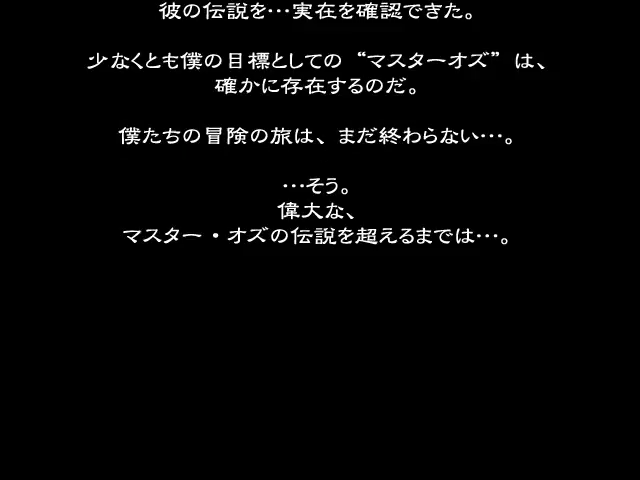 彼の伝説を…実在を確認できた。
少なくとも僕の目標としての“マスターオズ”は、
確かに存在するのだ。
僕たちの冒険の旅は、まだ終わらない…。
…そう。
偉大な、
マスター・オズの伝説を超えるまでは…。